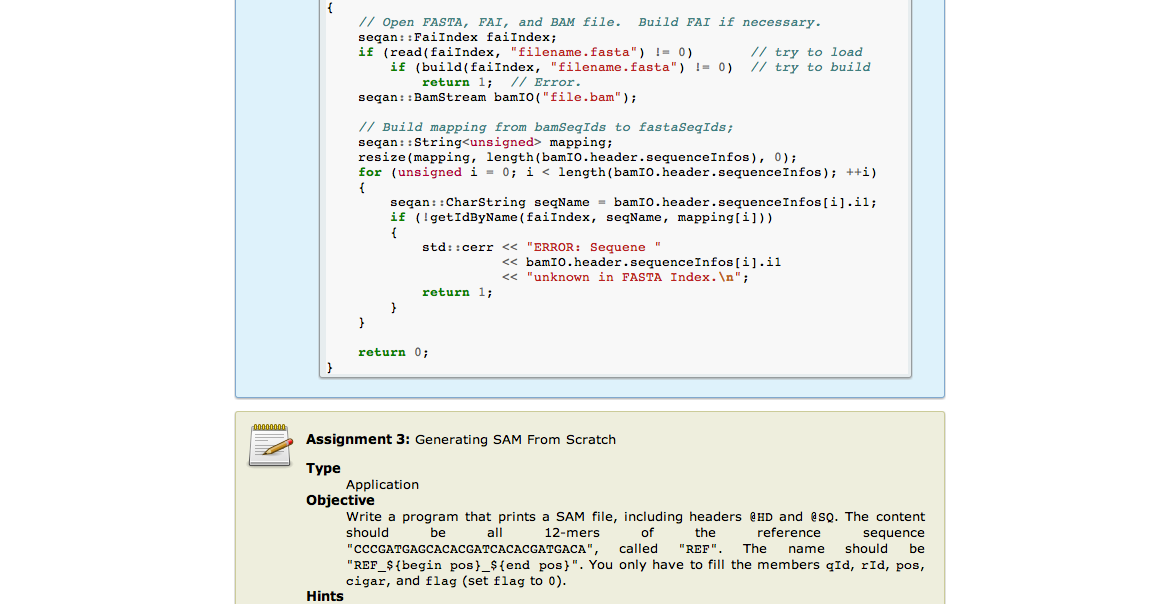 {
    // Open FASTA, FAI, and BAM file.  Build FAI if necessary.
    seqan::FaiIndex faiIndex;
    if (read(faiIndex, "filename.fasta") != 0)       // try to load
        if (build(faiIndex, "filename.fasta") != 0)  // try to build
            return 1;  // Error.
    seqan::BamStream bamIO("file.bam");

    // Build mapping from bamSeqIds to fastaSeqIds;
    seqan::String<unsigned> mapping;
    resize(mapping, length(bamIO.header.sequenceInfos), 0);
    for (unsigned i = 0; i < length(bamIO.header.sequenceInfos); ++i)
    {
        seqan::CharString seqName = bamIO.header.sequenceInfos[i].i1;
        if (!getIdByName(faiIndex, seqName, mapping[i]))
        {
            std::cerr << "ERROR: Sequene "
                      << bamIO.header.sequenceInfos[i].i1
                      << "unknown in FASTA Index.\n";
            return 1;
        }
    }

    return 0;
}
Assignment 3: Generating SAM From Scratch
Type
Application
Objective
Write a program that prints a SAM file, including headers @HD and @SQ. The content
should be all 12-mers of the reference sequence
"CCCGATGAGCACACGATCACACGATGACA", called "REF". The name should be
"REF_${begin pos}_${end pos}". You only have to fill the members qId, rId, pos,
cigar, and flag (set flag to 0).
Hints